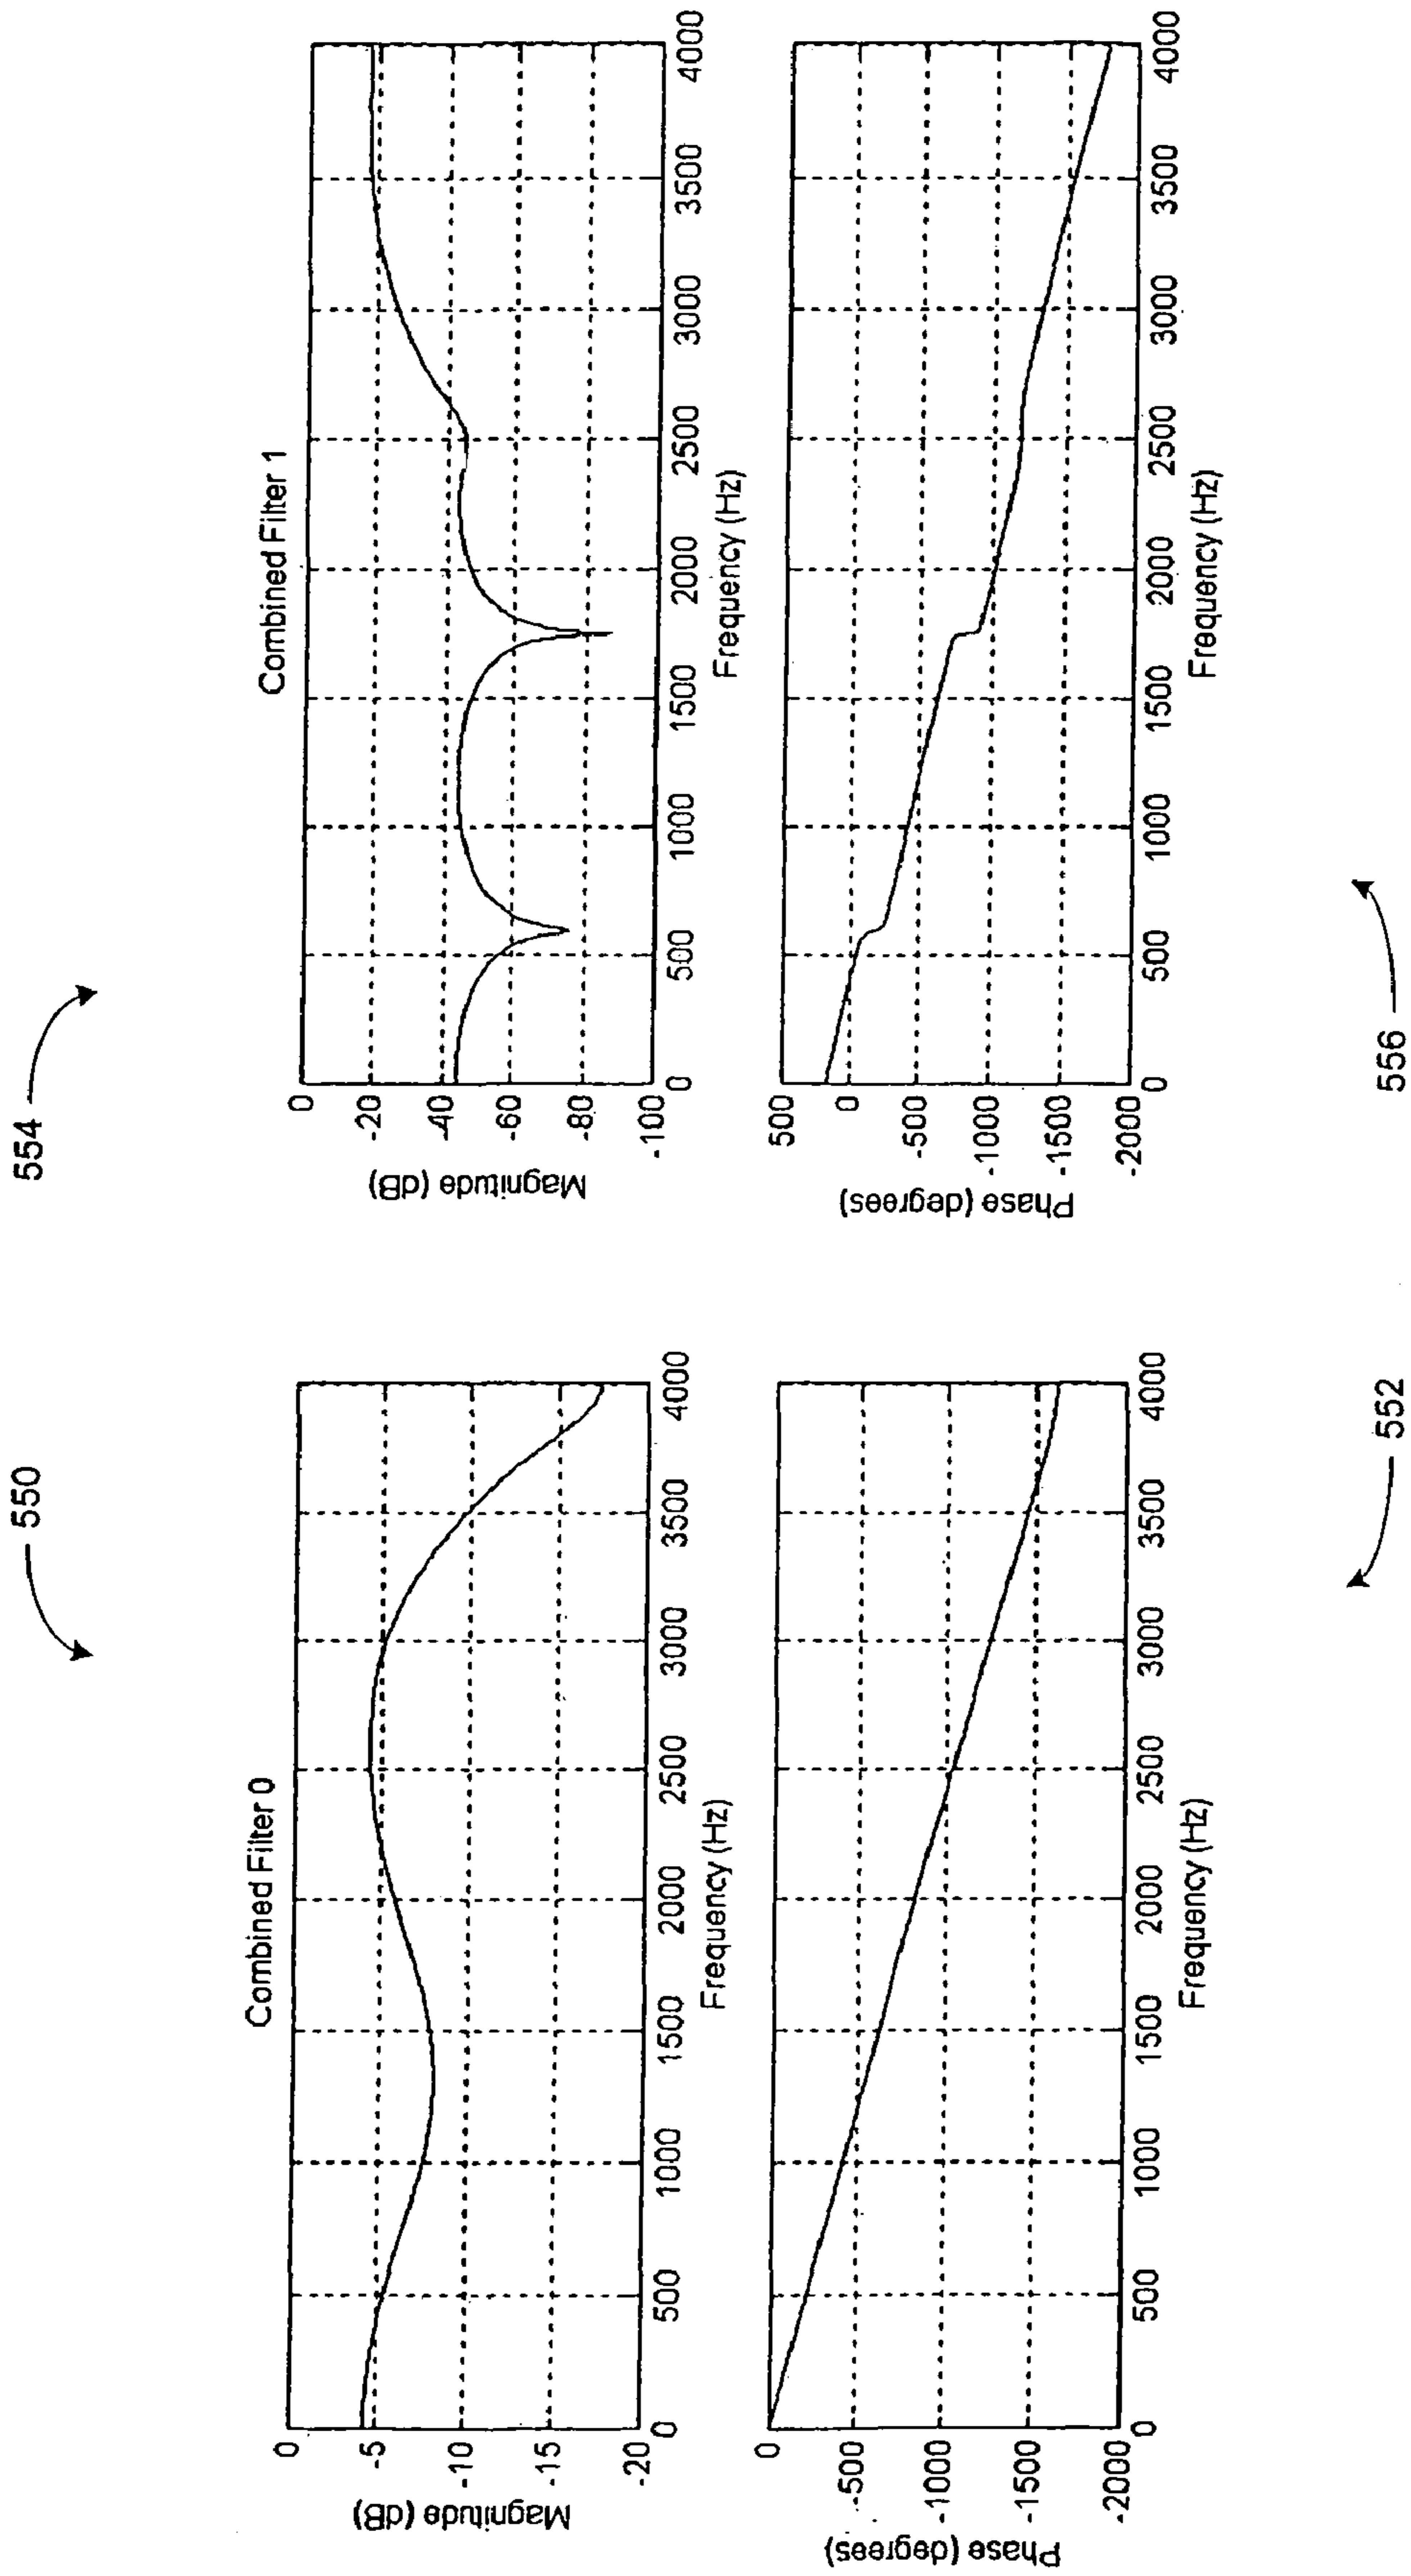 550
Combined Filter 0
0
-5
-10
-15
-20
Magnitude (dB)
0 500 1000 1500 2000 2500 3000 3500 4000
Frequency (Hz)
0
-500
-1000
-1500
-2000
Phase (degrees)
0 500 1000 1500 2000 2500 3000 3500 4000
Frequency (Hz)
552
554
Combined Filter 1
0
-20
-40
-60
-80
-100
Magnitude (dB)
0 500 1000 1500 2000 2500 3000 3500 4000
Frequency (Hz)
500
0
-500
-1000
-1500
-2000
Phase (degrees)
0 500 1000 1500 2000 2500 3000 3500 4000
Frequency (Hz)
556